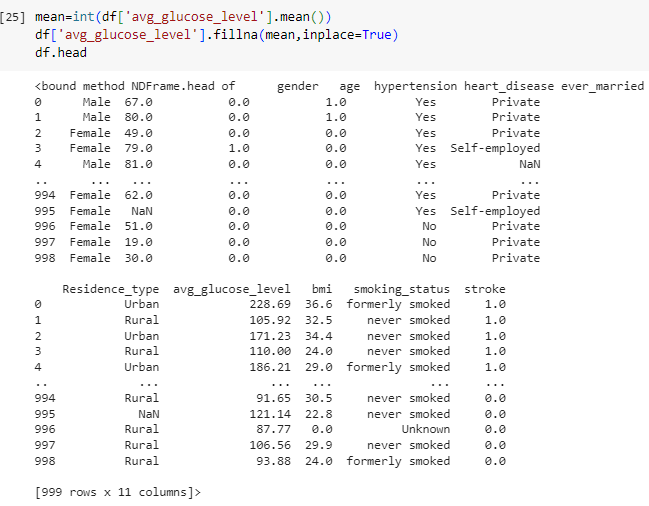 [25] mean=int(df['avg_glucose_level'].mean())
df['avg_glucose_level'].fillna(mean,inplace=True)
df.head
<bound method NDFrame.head of      gender   age  hypertension heart_disease ever_married
0      Male  67.0          0.0          1.0         Yes       Private
1      Male  80.0          0.0          1.0         Yes       Private
2    Female  49.0          0.0          0.0         Yes       Private
3    Female  79.0          1.0          0.0         Yes Self-employed
4      Male  81.0          0.0          0.0         Yes           NaN
..      ...   ...          ...          ...         ...           ...
994  Female  62.0          0.0          0.0         Yes       Private
995  Female   NaN          0.0          0.0         Yes Self-employed
996  Female  51.0          0.0          0.0          No       Private
997  Female  19.0          0.0          0.0          No       Private
998  Female  30.0          0.0          0.0          No       Private
Residence_type  avg_glucose_level   bmi   smoking_status  stroke
0            Urban             228.69  36.6  formerly smoked     1.0
1            Rural             105.92  32.5     never smoked     1.0
2            Urban             171.23  34.4     never smoked     1.0
3            Rural             110.00  24.0     never smoked     1.0
4            Urban             186.21  29.0  formerly smoked     1.0
..             ...                ...   ...              ...     ...
994          Rural              91.65  30.5     never smoked     0.0
995            NaN             121.14  22.8     never smoked     0.0
996          Rural              87.77   0.0          Unknown     0.0
997          Rural             106.56  29.9     never smoked     0.0
998          Rural              93.88  24.0  formerly smoked     0.0
[999 rows x 11 columns]>